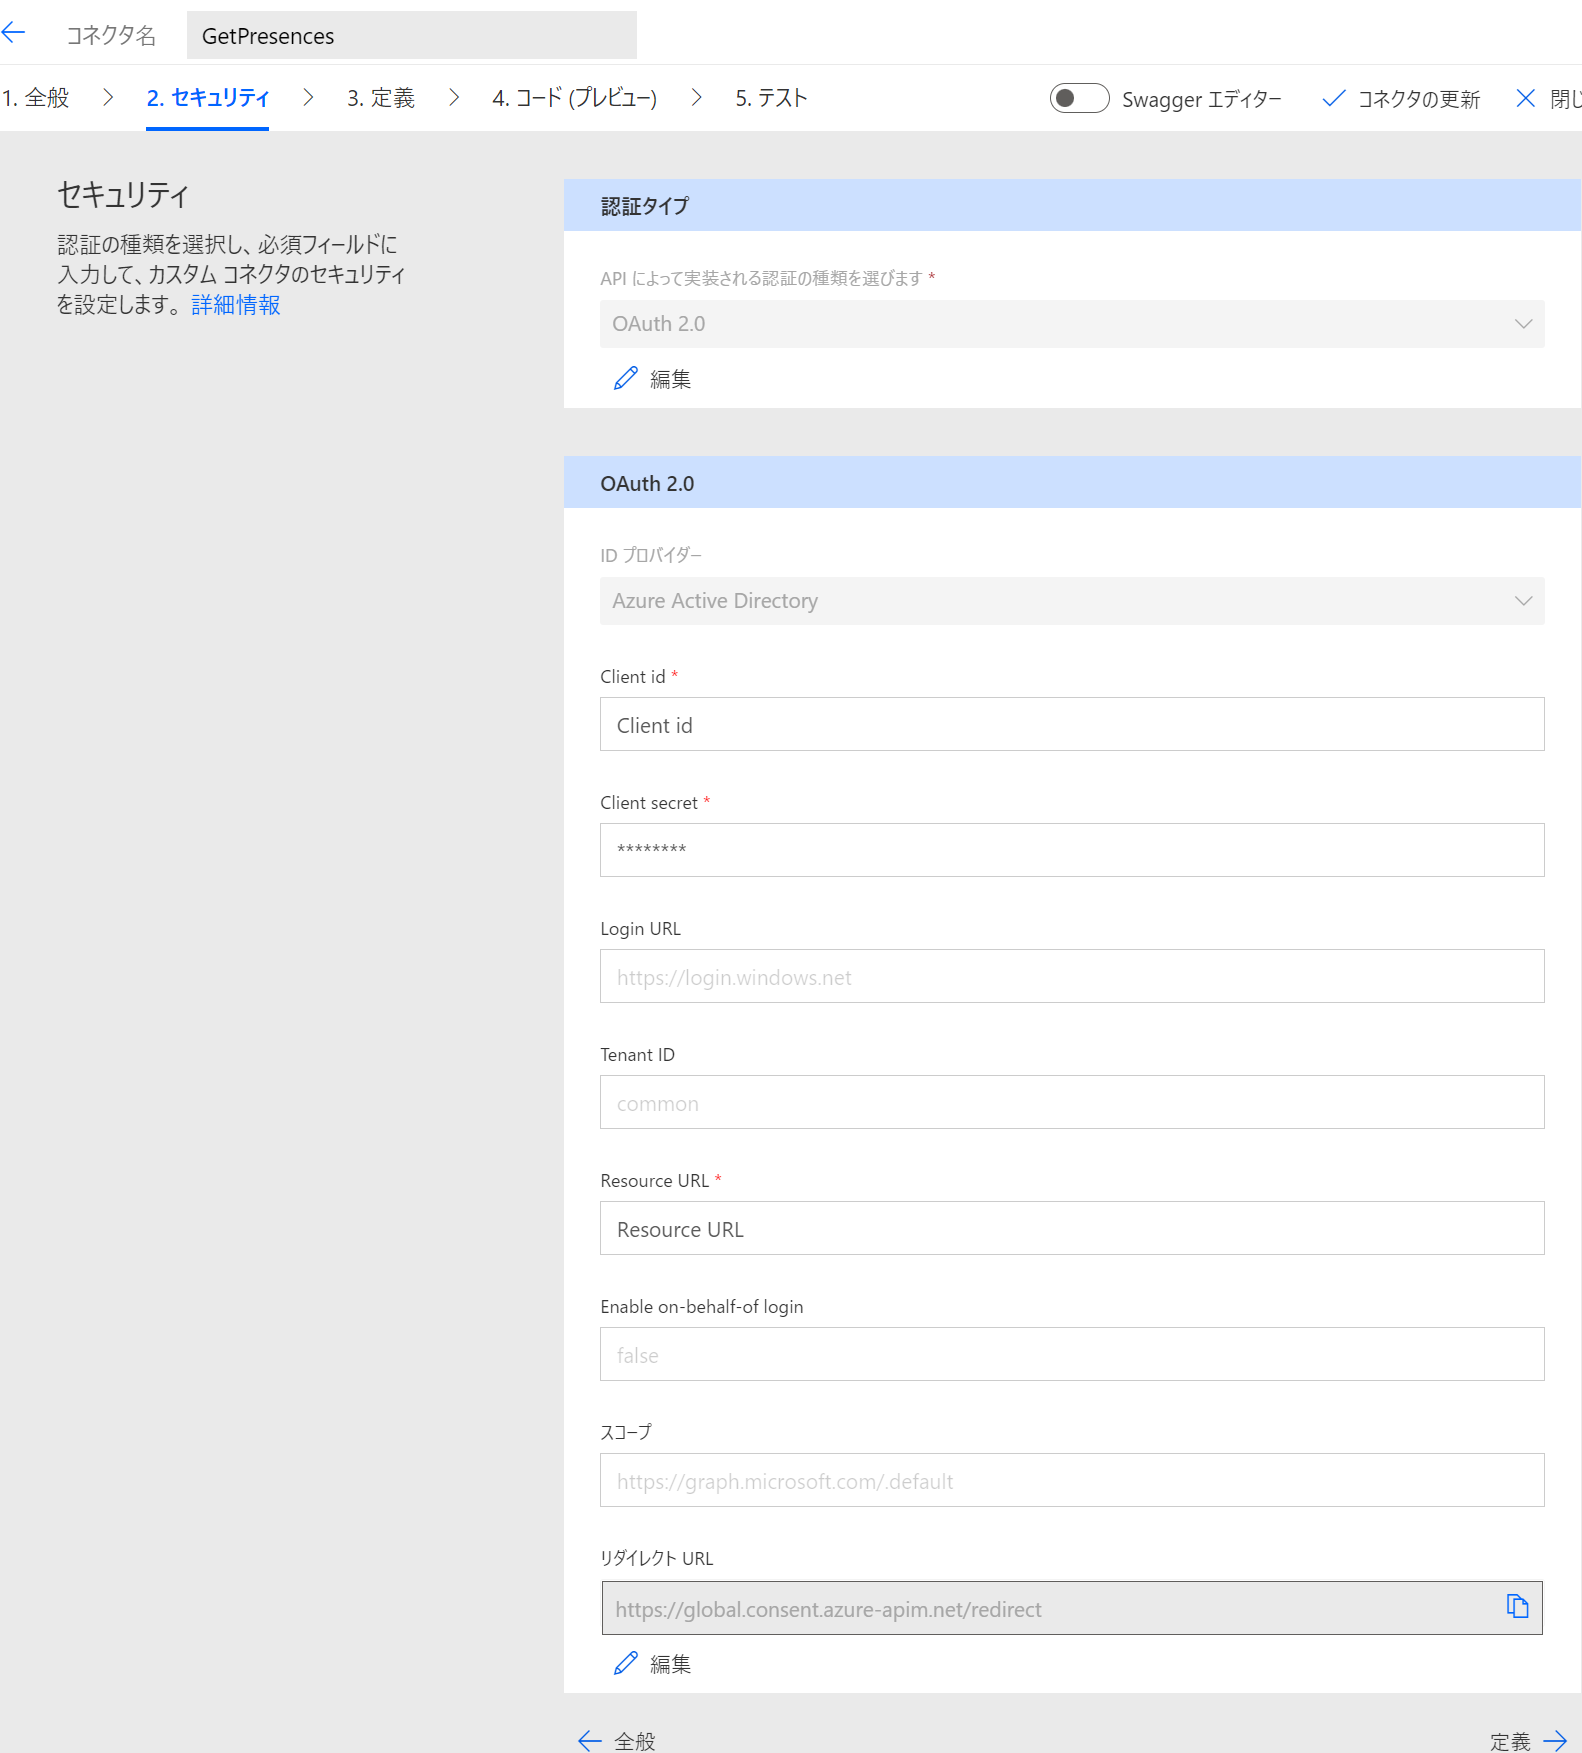 コネクタ名 GetPresences
1. 全般 2. セキュリティ 3. 定義 4. コード (プレビュー) 5. テスト Swagger エディター コネクタの更新 閉じ
セキュリティ
認証の種類を選択し、必須フィールドに
入力して、カスタム コネクタのセキュリティ
を設定します。 詳細情報
認証タイプ
API によって実装される認証の種類を選びます *
OAuth 2.0
編集
OAuth 2.0
ID プロバイダー
Azure Active Directory
Client id *
Client id
Client secret *
********
Login URL
https://login.windows.net
Tenant ID
common
Resource URL *
Resource URL
Enable on-behalf-of login
false
スコープ
https://graph.microsoft.com/.default
リダイレクト URL
https://global.consent.azure-apim.net/redirect
編集
全般 定義